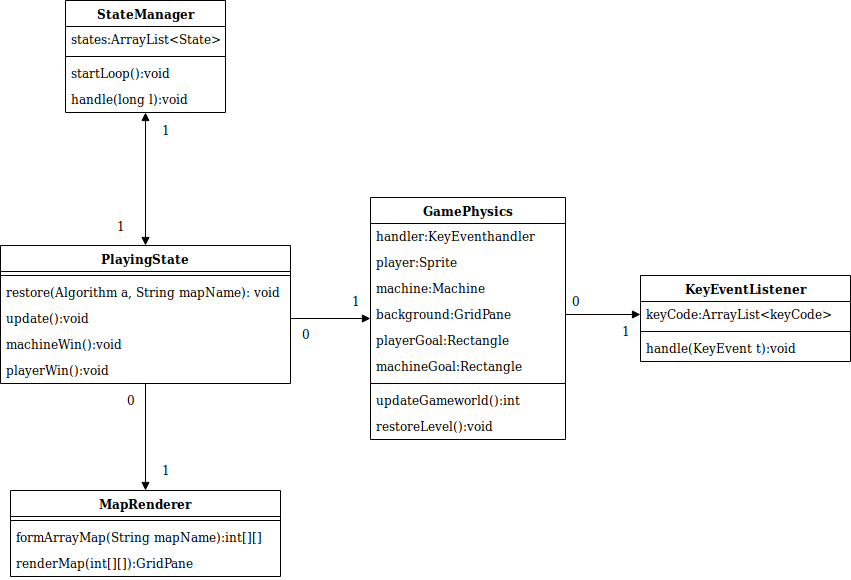 StateManager
states:ArrayList<State>
startLoop():void
handle(long l):void
1
1
PlayingState
restore(Algorithm a, String mapName): void
update():void
machineWin():void
playerWin():void
1
0
GamePhysics
handler:KeyEventhandler
player:Sprite
machine:Machine
background:GridPane
playerGoal:Rectangle
machineGoal:Rectangle
updateGameworld():int
restoreLevel():void
0
1
KeyEventListener
keyCode:ArrayList<keyCode>
handle(KeyEvent t):void
0
1
MapRenderer
formArrayMap(String mapName):int[][]
renderMap(int[][]):GridPane